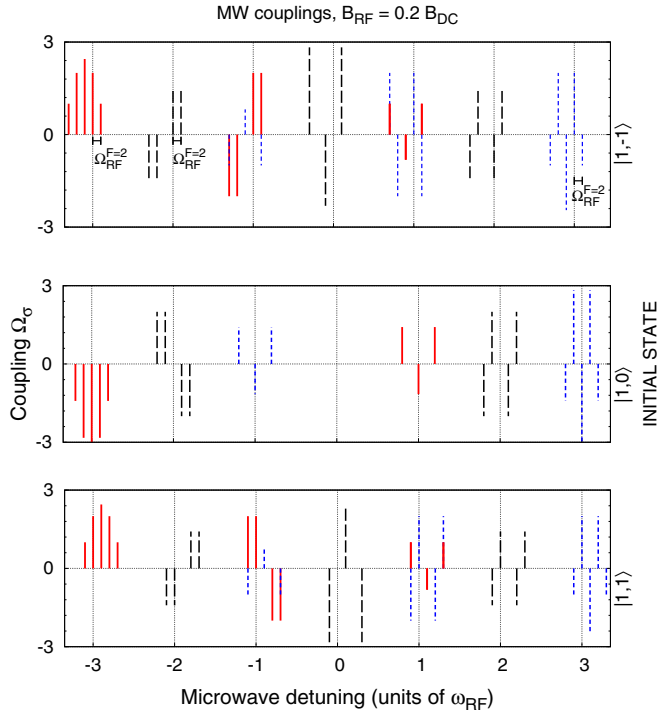 MW couplings, B_RF = 0.2 B_DC
3
0
-3
Ω_RF^F=2
Ω_RF^F=2
Ω_RF^F=2
|1,-1⟩
3
0
-3
|1,0⟩
Coupling Ω_σ
INITIAL STATE
3
0
-3
|1,1⟩
-3 -2 -1 0 1 2 3
Microwave detuning (units of ω_RF)